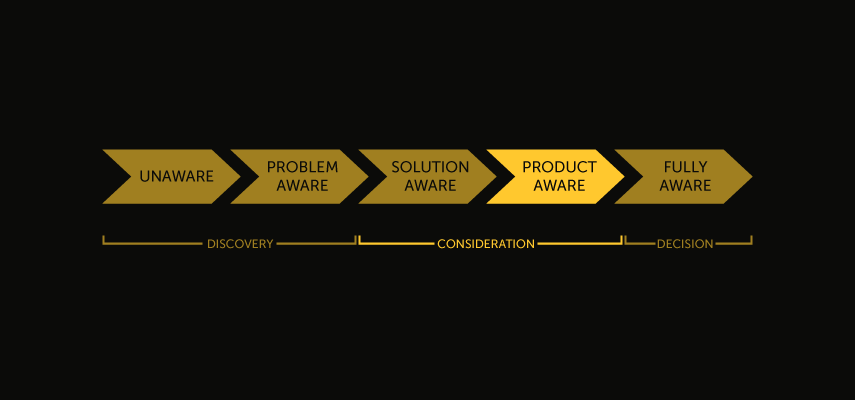 UNAWARE
PROBLEM
AWARE
SOLUTION
AWARE
PRODUCT
AWARE
FULLY
AWARE
DISCOVERY
CONSIDERATION
DECISION